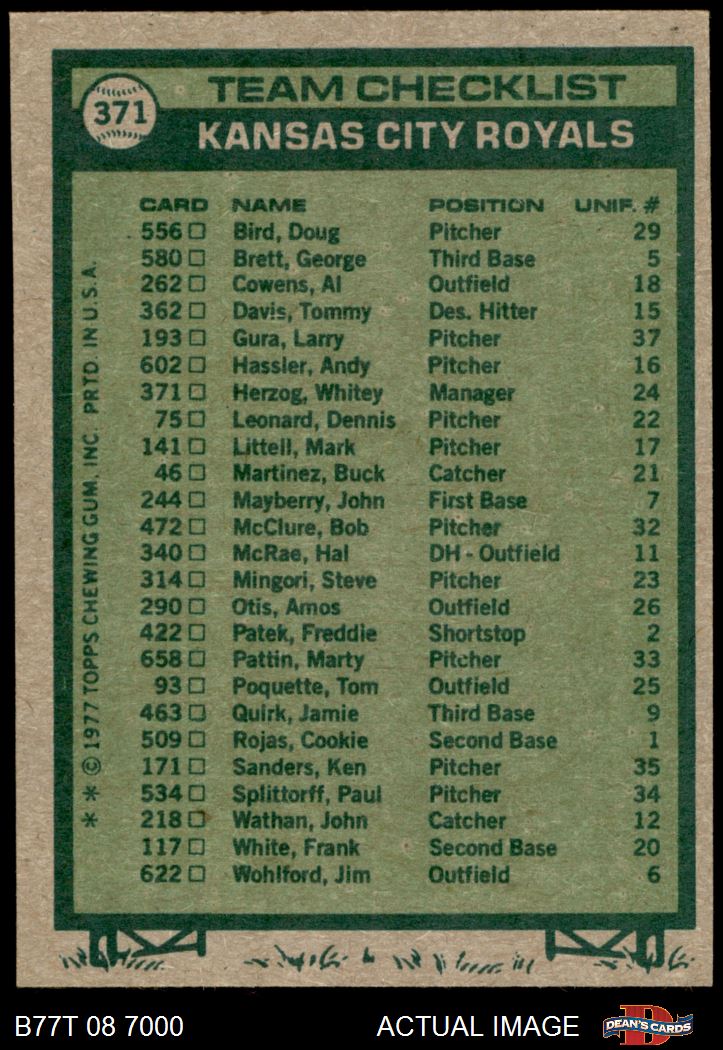 371
TEAM CHECKLIST
KANSAS CITY ROYALS
CARD NAME POSITION UNIF. #
556 Bird, Doug Pitcher 29
580 Brett, George Third Base 5
262 Cowens, Al Outfield 18
362 Davis, Tommy Des. Hitter 15
193 Gura, Larry Pitcher 37
602 Hassler, Andy Pitcher 16
371 Herzog, Whitey Manager 24
75 Leonard, Dennis Pitcher 22
141 Littell, Mark Pitcher 17
46 Martinez, Buck Catcher 21
244 Mayberry, John First Base 7
472 McClure, Bob Pitcher 32
340 McRae, Hal DH - Outfield 11
314 Mingori, Steve Pitcher 23
290 Otis, Amos Outfield 26
422 Patek, Freddie Shortstop 2
658 Pattin, Marty Pitcher 33
93 Poquette, Tom Outfield 25
463 Quirk, Jamie Third Base 9
509 Rojas, Cookie Second Base 1
171 Sanders, Ken Pitcher 35
534 Splittorff, Paul Pitcher 34
218 Wathan, John Catcher 12
117 White, Frank Second Base 20
622 Wohlford, Jim Outfield 6
* * © 1977 TOPPS CHEWING GUM, INC. PRTD. IN U.S.A.
B77T 08 7000 ACTUAL IMAGE
D
DEAN'S CARDS